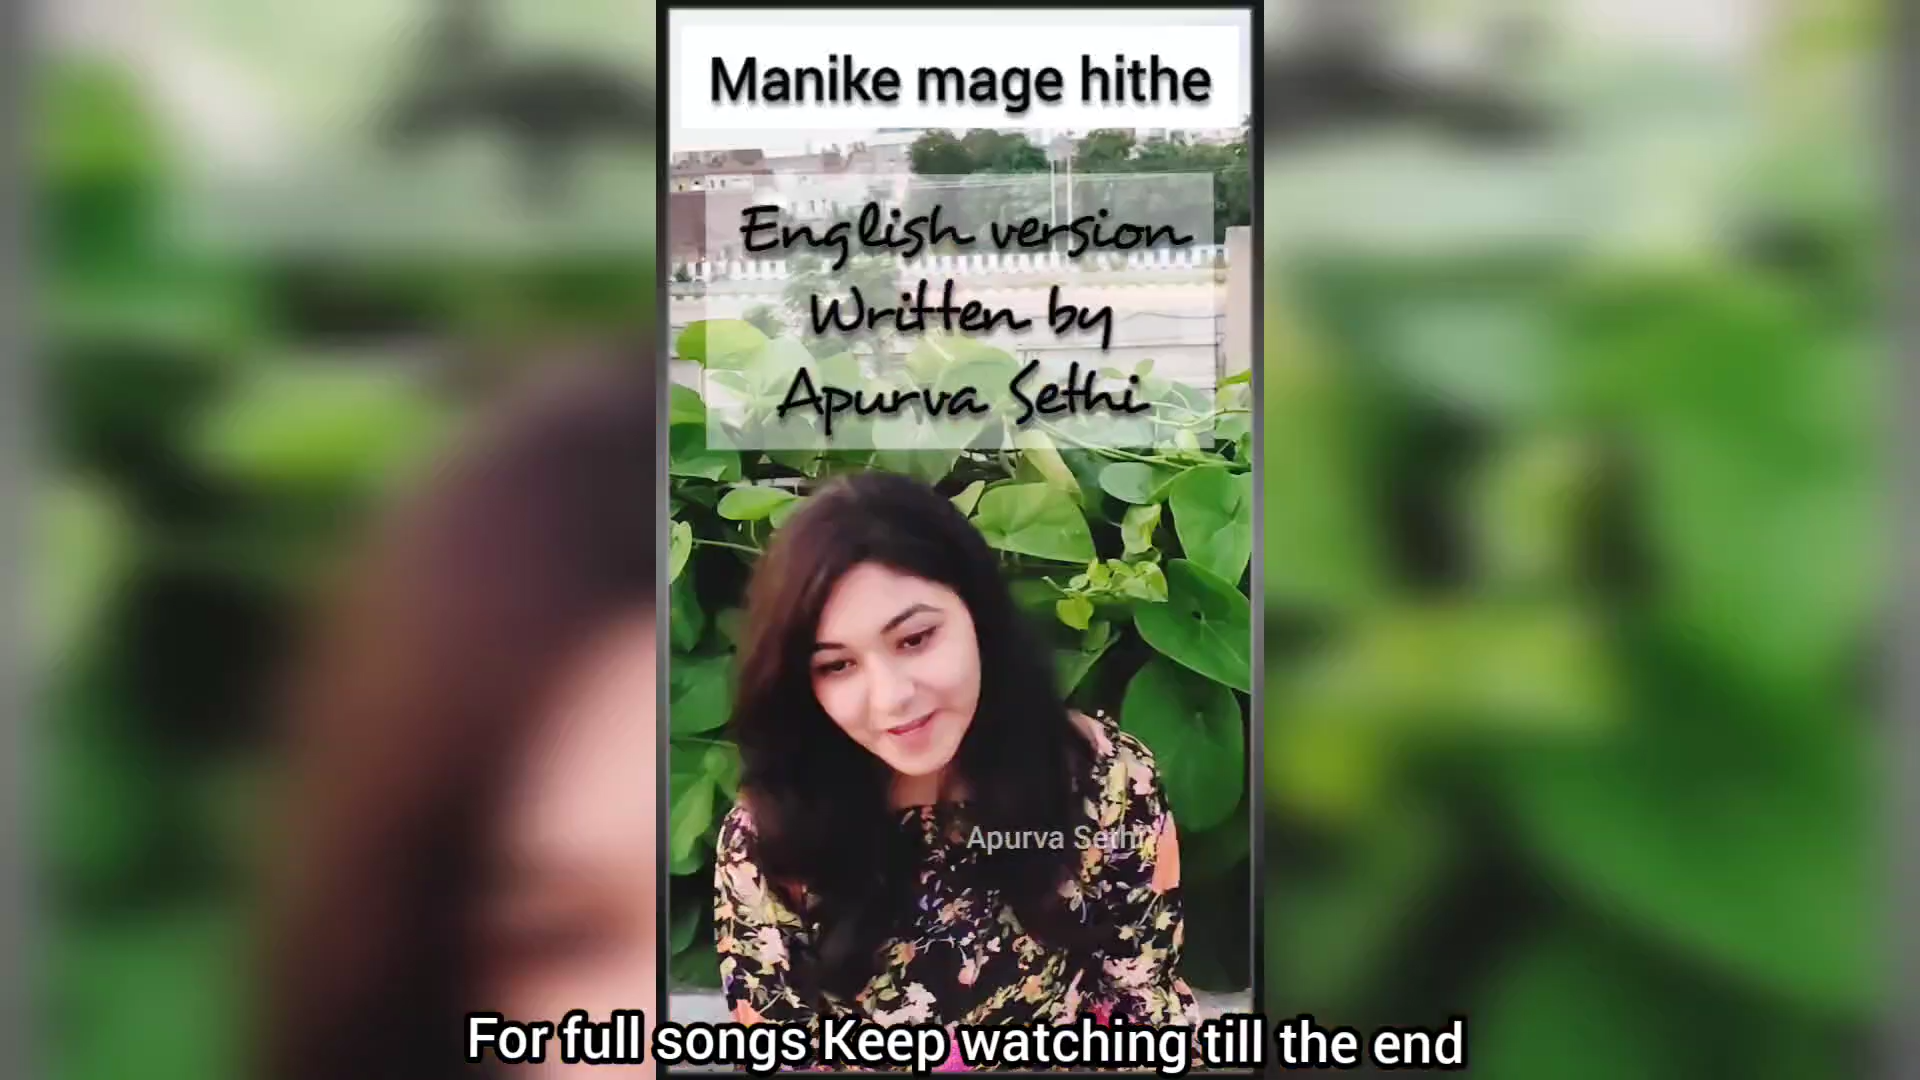 Manike mage hithe
English version
Written by
Apurva Sethi
Apurva Sethi
For full songs Keep watching till the end